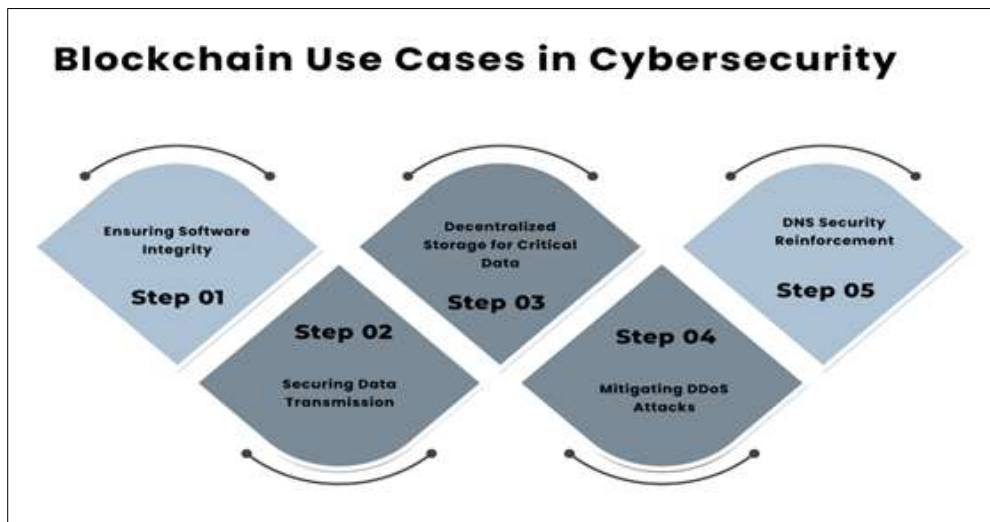 Blockchain Use Cases in Cybersecurity
Ensuring Software
Integrity
Step 01
Step 02
Securing Data
Transmission
Decentralized
Storage for Critical
Data
Step 03
Step 04
Mitigating DDoS
Attacks
DNS Security
Reinforcement
Step 05